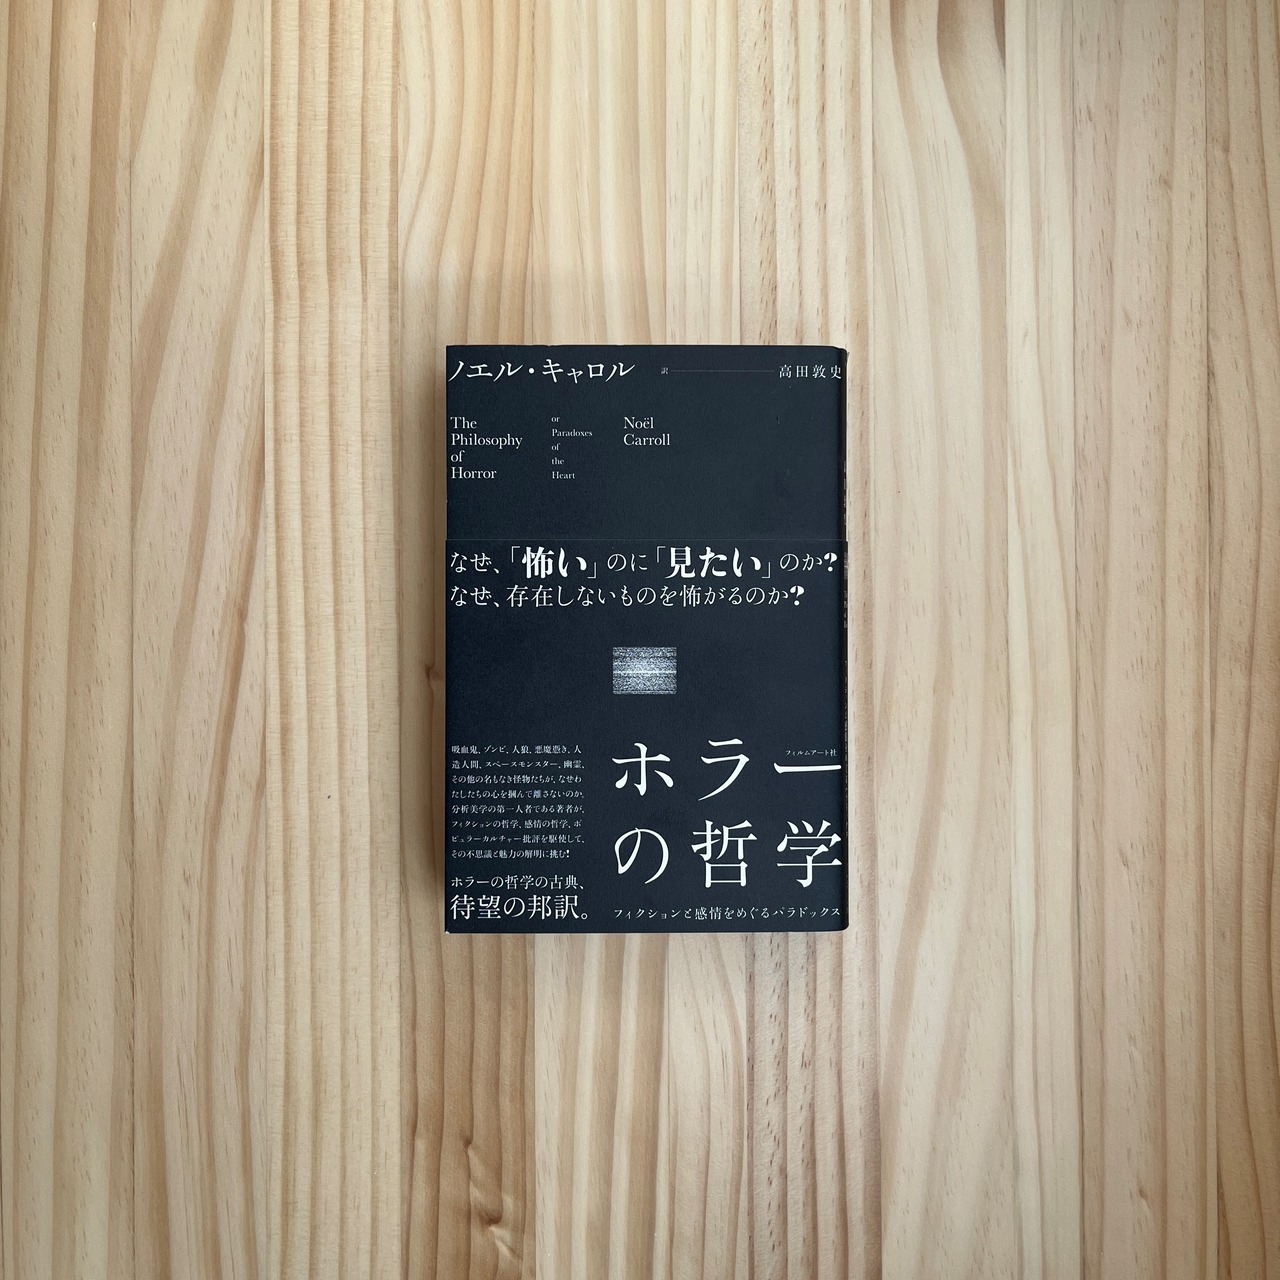 ノエル・キャロル
訳
高田敦史
The
Philosophy
of
Horror
or
Paradoxes
of
the
Heart
Noël
Carroll
なぜ、「怖い」のに「見たい」のか?
なぜ、存在しないものを怖がるのか?
吸血鬼、ゾンビ、人狼、悪魔憑き、人
造人間、スペースモンスター、幽霊、
その他の名もなき怪物たちが、なぜわ
たしたちの心を掴んで離さないのか。
分析美学の第一人者である著者が、
フィクションの哲学、感情の哲学、ポ
ピュラーカルチャー批評を駆使して、
その不思議と魅力の解明に挑む!
ホラーの哲学の古典、
待望の邦訳。
フィルムアート社
ホラー
の哲学
フィクションと感情をめぐるパラドックス